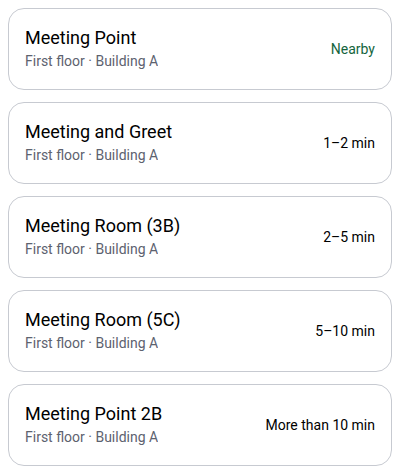 Meeting Point
First floor · Building A
Nearby
Meeting and Greet
First floor · Building A
1–2 min
Meeting Room (3B)
First floor · Building A
2–5 min
Meeting Room (5C)
First floor · Building A
5–10 min
Meeting Point 2B
First floor · Building A
More than 10 min